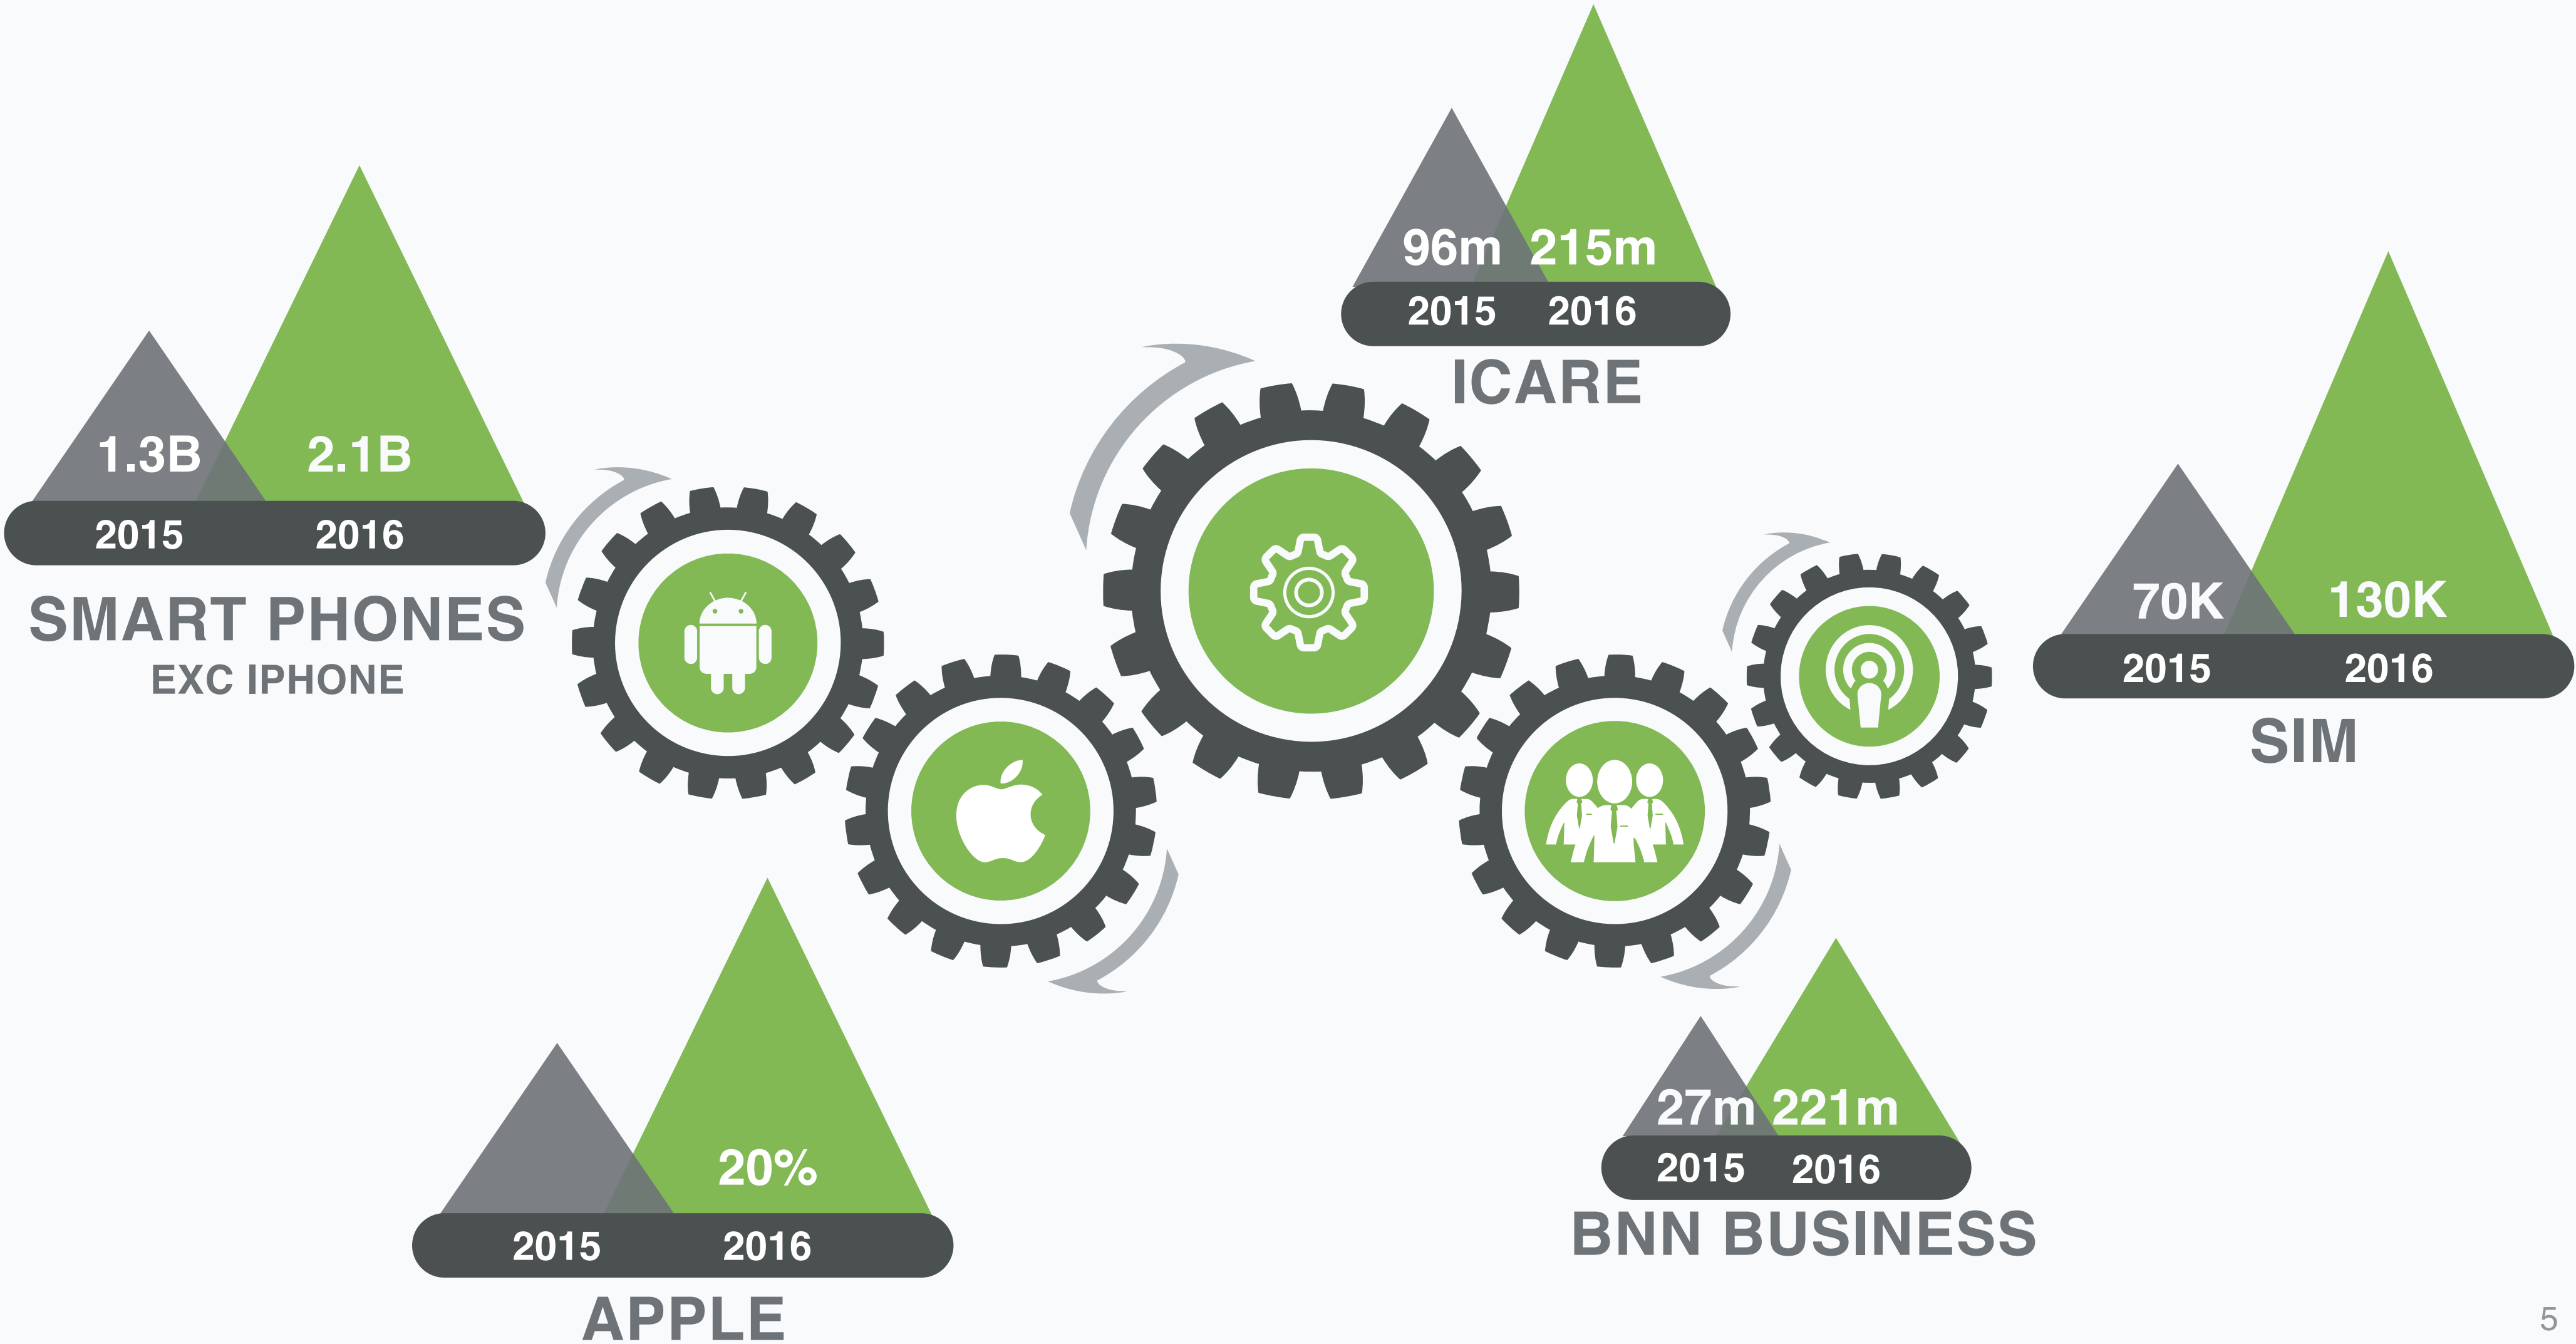 96m 215m
2015 2016
ICARE
1.3B 2.1B
2015 2016
SMART PHONES
EXC IPHONE
70K 130K
2015 2016
SIM
20%
2015 2016
APPLE
27m 221m
2015 2016
BNN BUSINESS
5